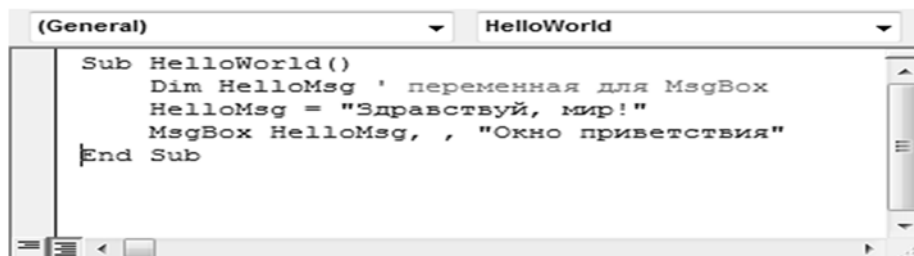 (General) HelloWorld
Sub HelloWorld()
Dim HelloMsg ' переменная для MsgBox
HelloMsg = "Здравствуй, мир!"
MsgBox HelloMsg, , "Окно приветствия"
End Sub